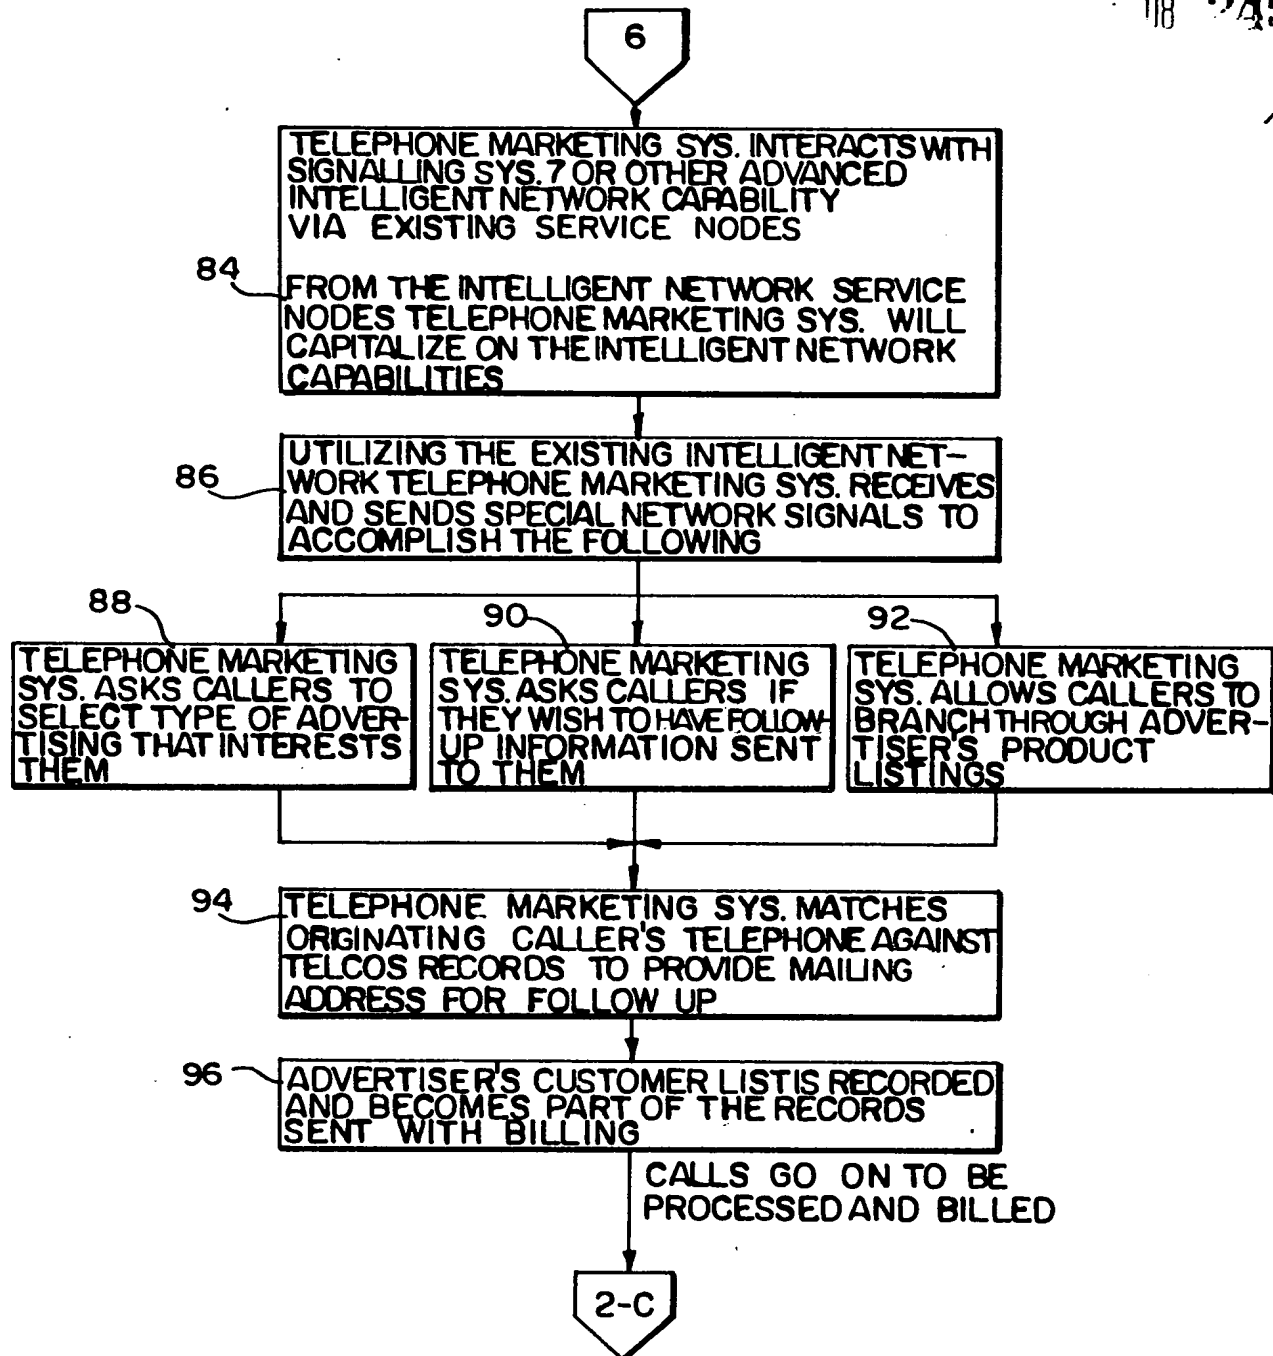 6
TELEPHONE MARKETING SYS. INTERACTS WITH
SIGNALLING SYS.7 OR OTHER ADVANCED
INTELLIGENT NETWORK CAPABILITY
VIA EXISTING SERVICE NODES
84
FROM THE INTELLIGENT NETWORK SERVICE
NODES TELEPHONE MARKETING SYS. WILL
CAPITALIZE ON THE INTELLIGENT NETWORK
CAPABILITIES
86
UTILIZING THE EXISTING INTELLIGENT NET-
WORK TELEPHONE MARKETING SYS. RECEIVES
AND SENDS SPECIAL NETWORK SIGNALS TO
ACCOMPLISH THE FOLLOWING
88
TELEPHONE MARKETING
SYS. ASKS CALLERS TO
SELECT TYPE OF ADVER-
TISING THAT INTERESTS
THEM
90
TELEPHONE MARKETING
SYS. ASKS CALLERS IF
THEY WISH TO HAVE FOLLOW-
UP INFORMATION SENT
TO THEM
92
TELEPHONE MARKETING
SYS. ALLOWS CALLERS TO
BRANCH THROUGH ADVER-
TISER'S PRODUCT
LISTINGS
94
TELEPHONE MARKETING SYS. MATCHES
ORIGINATING CALLER'S TELEPHONE AGAINST
TELCOS RECORDS TO PROVIDE MAILING
ADDRESS FOR FOLLOW UP
96
ADVERTISER'S CUSTOMER LIST IS RECORDED
AND BECOMES PART OF THE RECORDS
SENT WITH BILLING
CALLS GO ON TO BE
PROCESSED AND BILLED
2-C